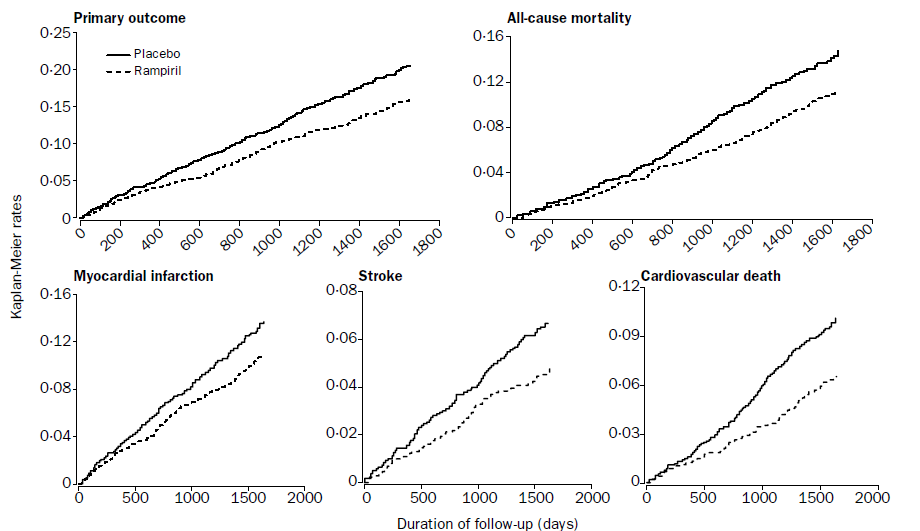 Primary outcome
0·25
0·20
0·15
0·10
0·05
0
Placebo
Rampiril
0 200 400 600 800 1000 1200 1400 1600 1800
All-cause mortality
0·16
0·12
0·08
0·04
0
0 200 400 600 800 1000 1200 1400 1600 1800
Kaplan-Meier rates
Myocardial infarction
0·16
0·12
0·08
0·04
0
0 500 1000 1500 2000
Stroke
0·08
0·06
0·04
0·02
0
0 500 1000 1500 2000
Cardiovascular death
0·12
0·09
0·06
0·03
0
0 500 1000 1500 2000
Duration of follow-up (days)